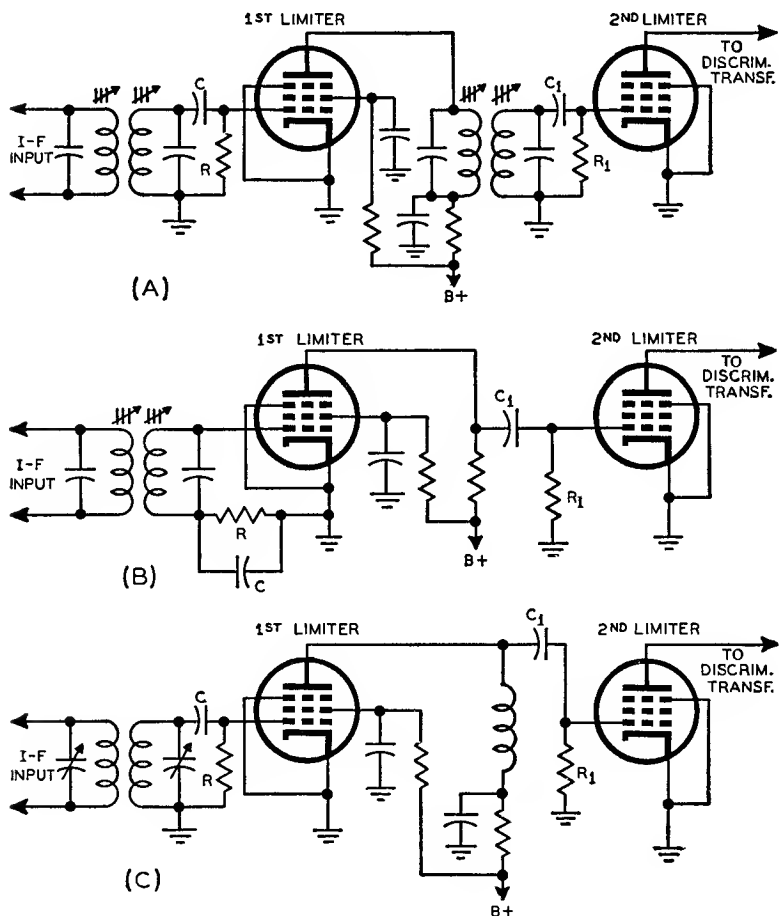 1ST LIMITER
2ND LIMITER
TO
DISCRIM.
TRANSF.
C
C1
I-F
INPUT
R
R1
B+
(A)
1ST LIMITER
2ND LIMITER
TO
DISCRIM.
TRANSF.
C1
I-F
INPUT
R
R1
C
B+
(B)
1ST LIMITER
C1
2ND LIMITER
TO
DISCRIM.
TRANSF.
C
I-F
INPUT
R
R1
B+
(C)